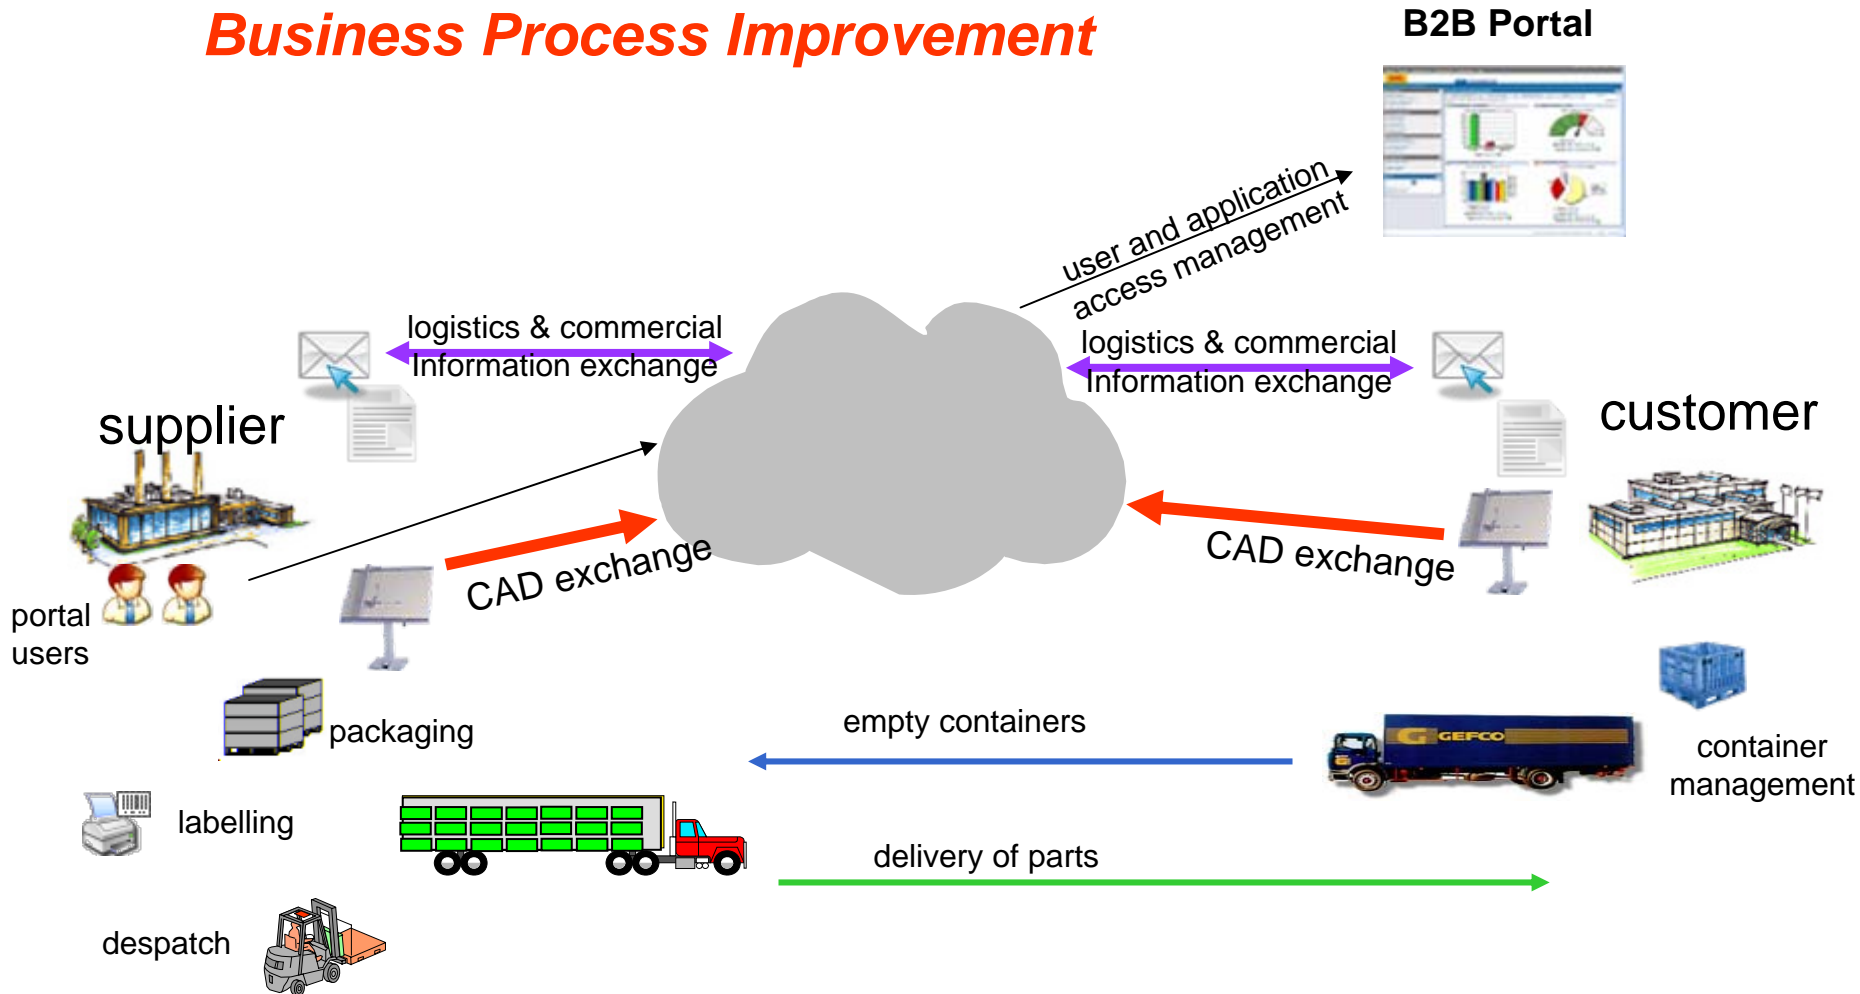 Business Process Improvement
B2B Portal
user and application
access management
logistics & commercial
Information exchange
logistics & commercial
Information exchange
supplier
customer
CAD exchange
CAD exchange
portal
users
packaging
empty containers
GEFCO
container
management
labelling
delivery of parts
despatch